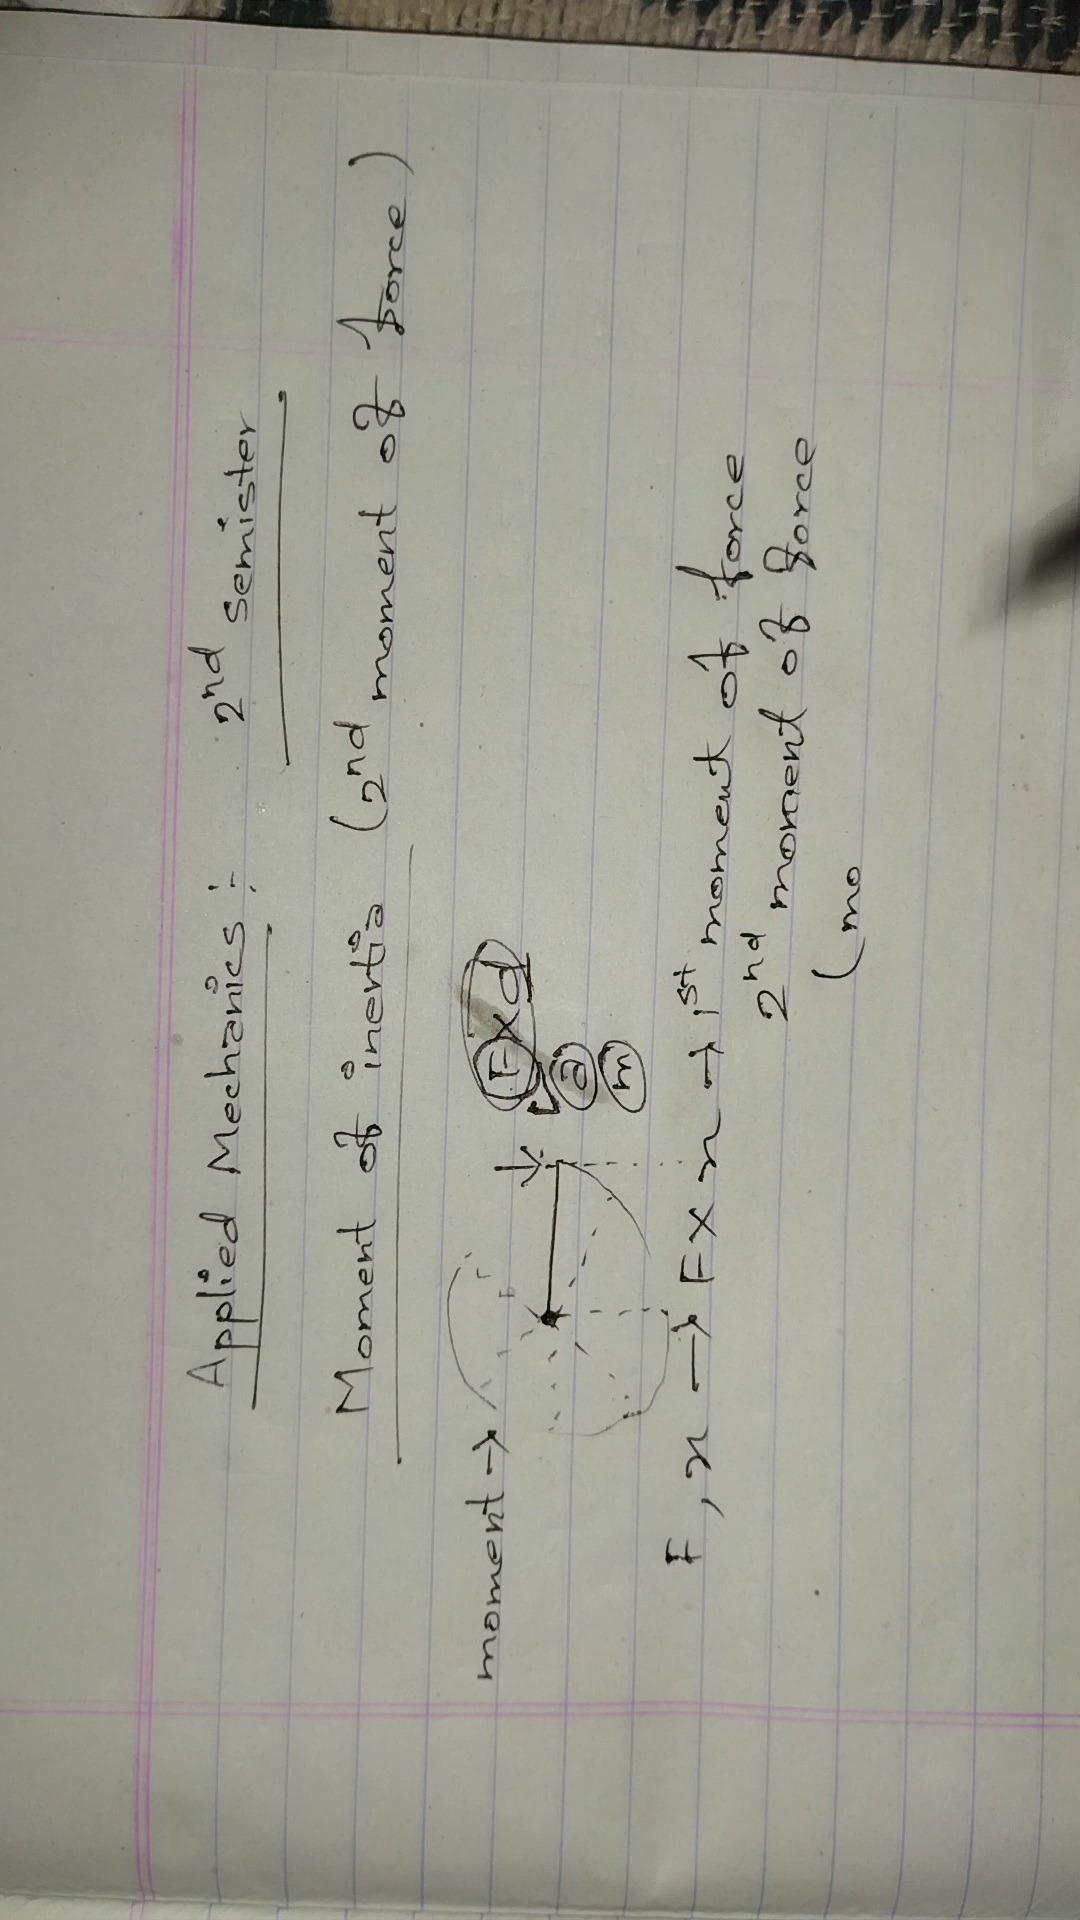 Applied Mechanics :- 2nd Semister
Moment of inertia (2nd moment of force)
moment → F x d
a
m
F , x → F x x → 1st moment of force
2nd moment of force
(mo